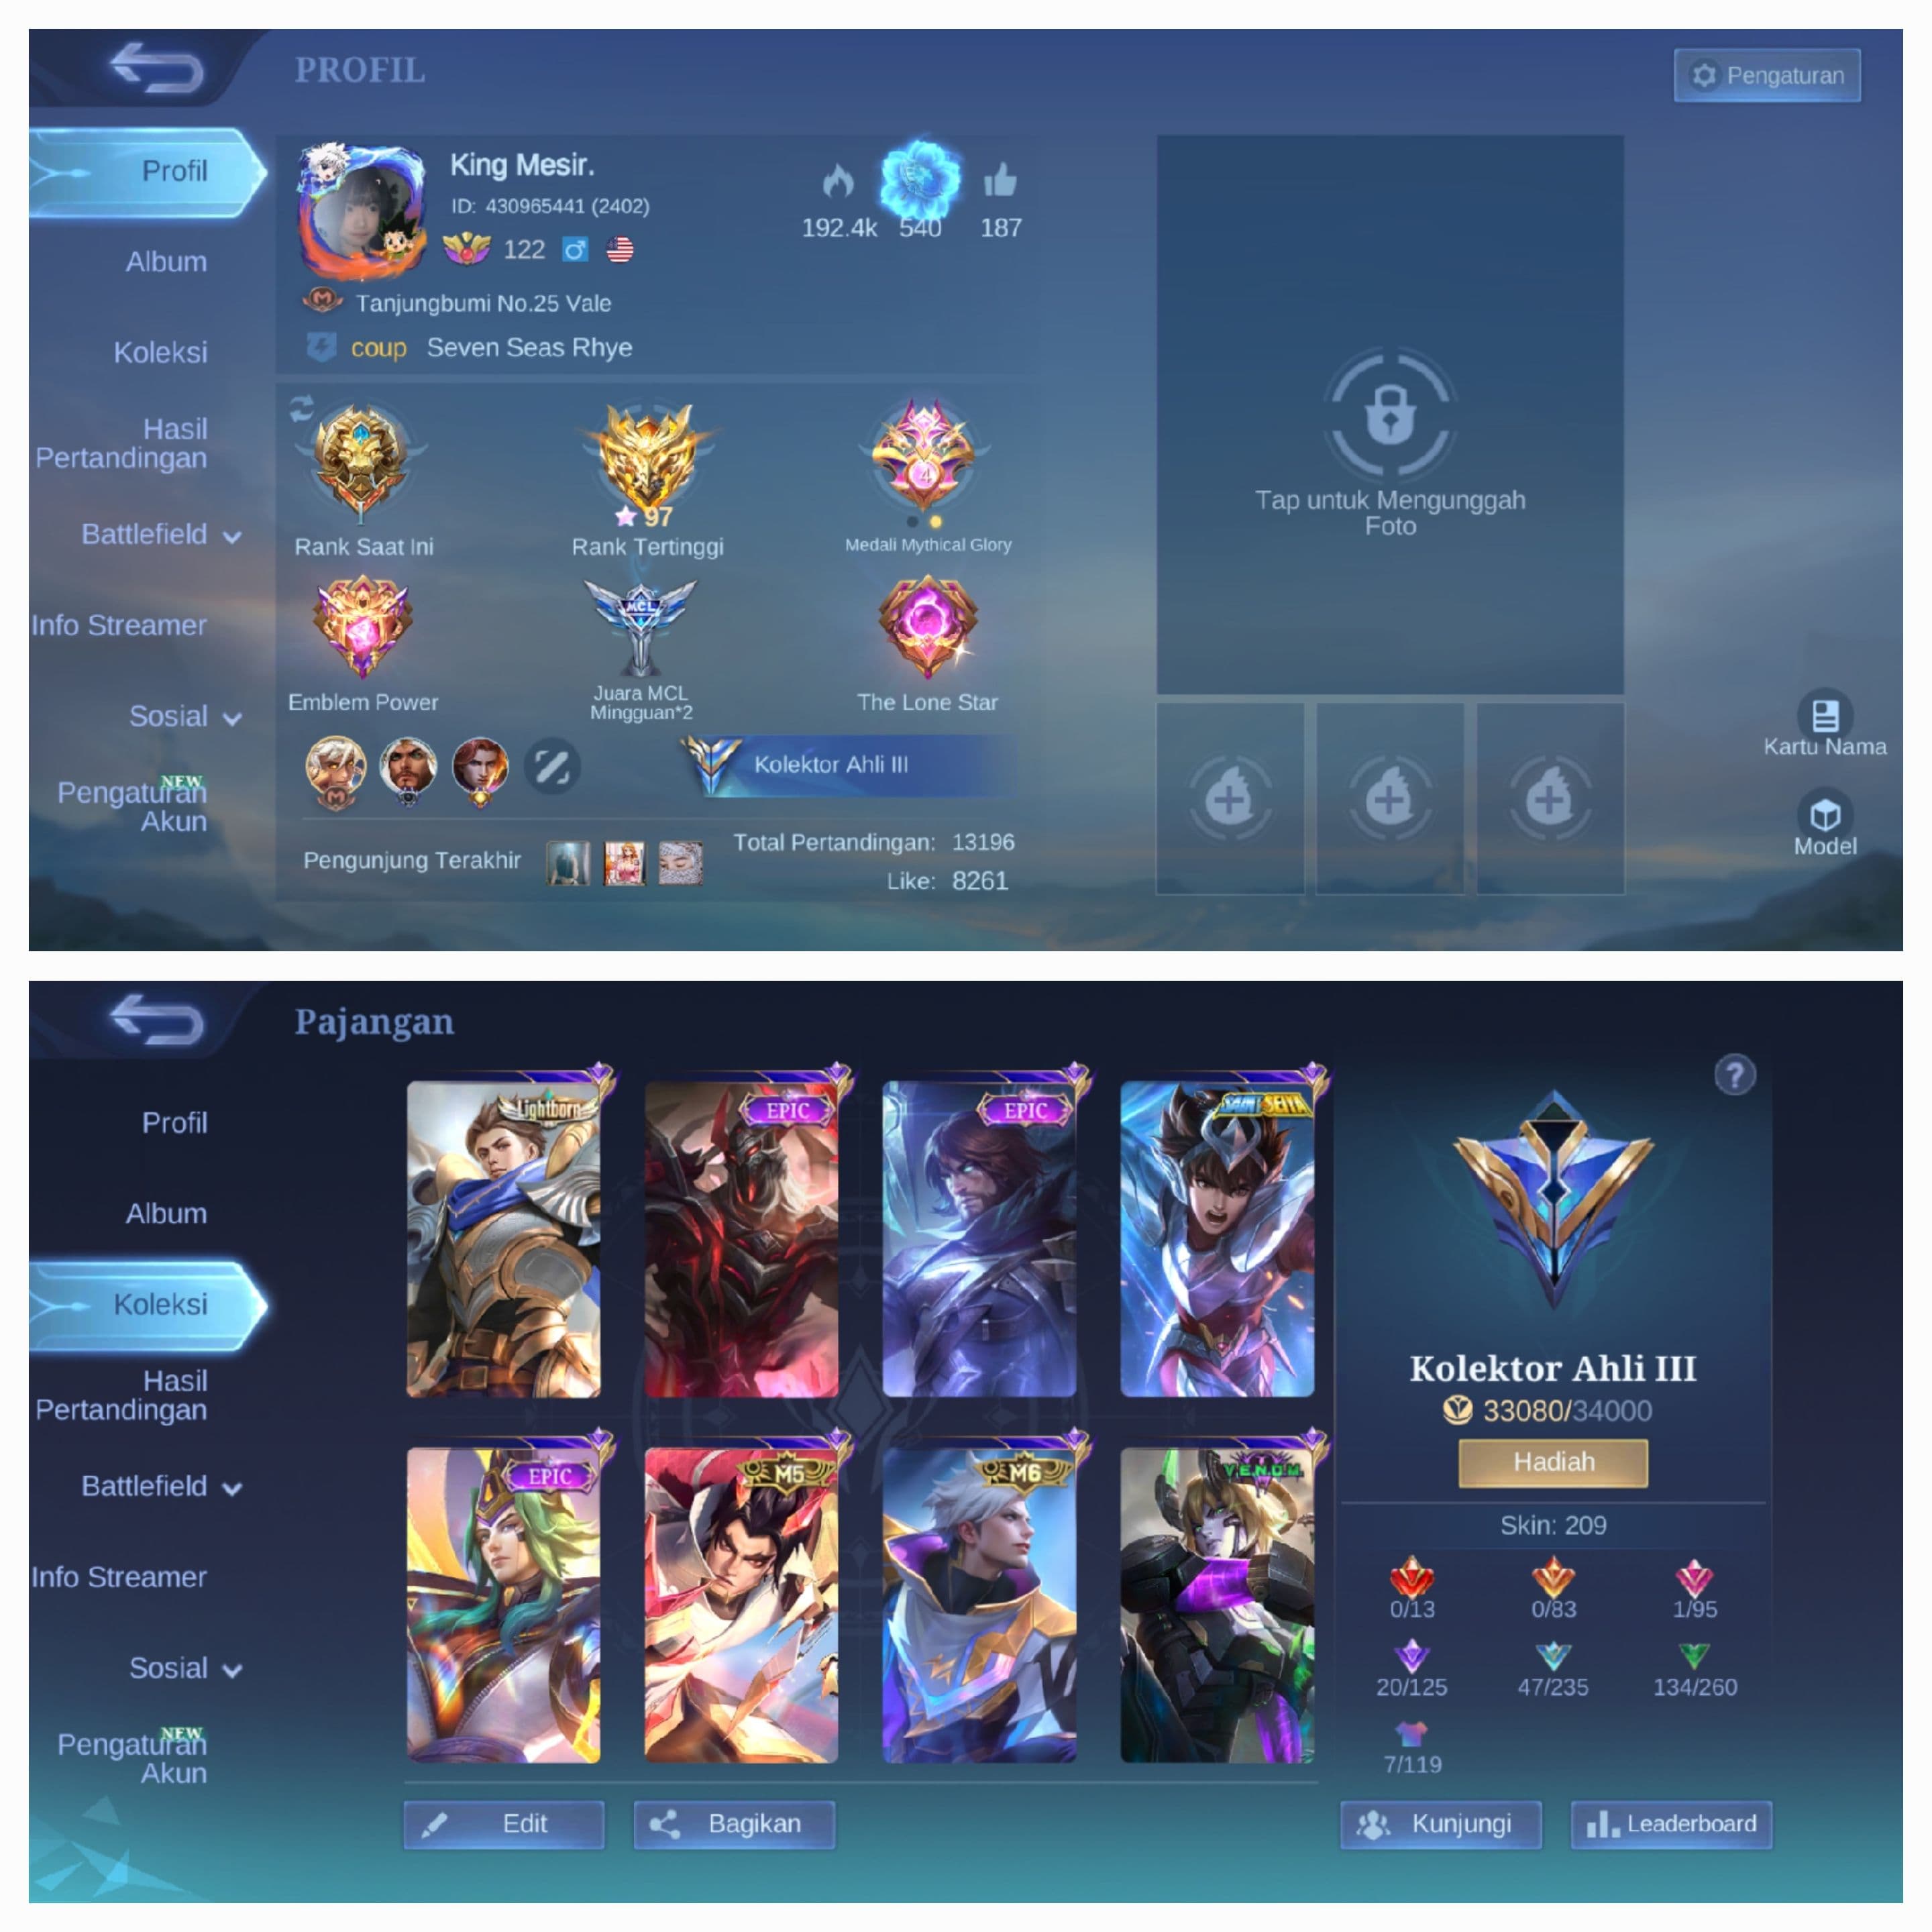 PROFIL
Pengaturan
Profil
Album
Koleksi
Hasil
Pertandingan
Battlefield
Info Streamer
Sosial
NEW
Pengaturan
Akun
King Mesir.
ID: 430965441 (2402)
122
192.4k
540
187
Tanjungbumi No.25 Vale
coup Seven Seas Rhye
I
97
4
Rank Saat Ini
Rank Tertinggi
Medali Mythical Glory
MCL
Emblem Power
Juara MCL
Mingguan*2
The Lone Star
Kolektor Ahli III
Pengunjung Terakhir
Total Pertandingan: 13196
Like: 8261
Tap untuk Mengunggah
Foto
Kartu Nama
Model
Pajangan
Profil
Album
Koleksi
Hasil
Pertandingan
Battlefield
Info Streamer
Sosial
NEW
Pengaturan
Akun
Lightborn
EPIC
EPIC
SAINT SEIYA
EPIC
M5
M6
V.E.N.O.M.
Edit
Bagikan
?
Kolektor Ahli III
33080/34000
Hadiah
Skin: 209
0/13
0/83
1/95
20/125
47/235
134/260
7/119
Kunjungi
Leaderboard